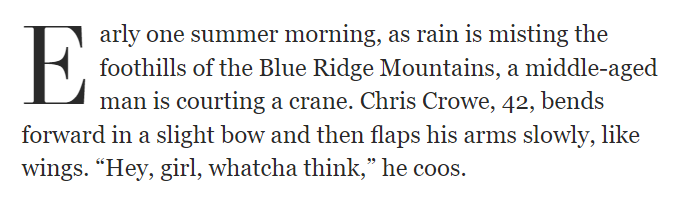 Early one summer morning, as rain is misting the
foothills of the Blue Ridge Mountains, a middle-aged
man is courting a crane. Chris Crowe, 42, bends
forward in a slight bow and then flaps his arms slowly, like
wings. “Hey, girl, whatcha think,” he coos.